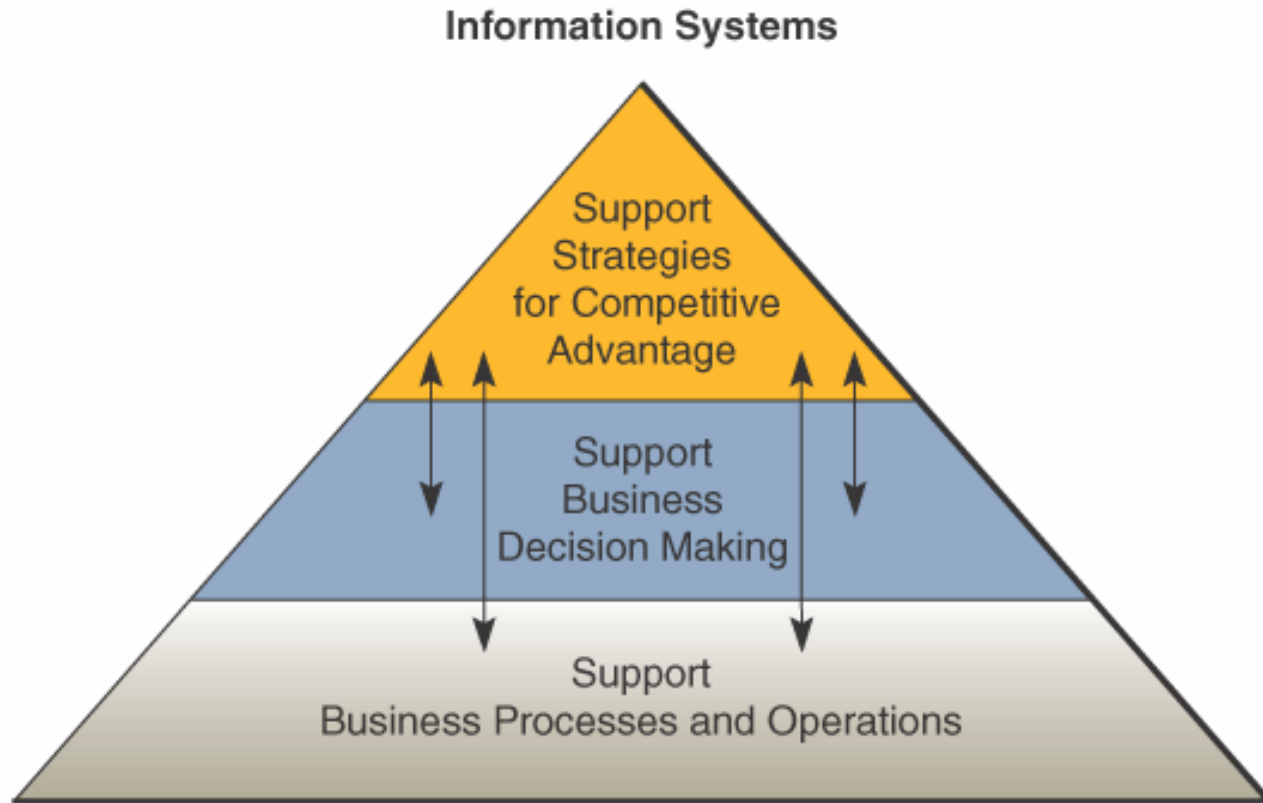 Information Systems
Support
Strategies
for Competitive
Advantage
Support
Business
Decision Making
Support
Business Processes and Operations